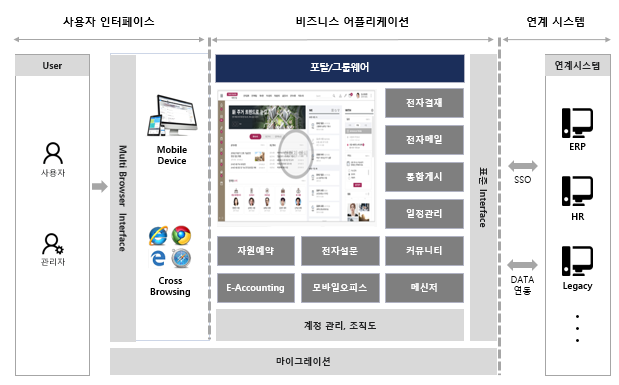 사용자 인터페이스
비즈니스 어플리케이션
연계 시스템
User
사용자
관리자
Multi Browser Interface
Mobile
Device
Cross
Browsing
포탈/그룹웨어
전자결재
전자메일
통합게시
일정관리
자원예약
전자설문
커뮤니티
E-Accounting
모바일오피스
메신저
계정 관리, 조직도
표준 Interface
마이그레이션
SSO
DATA
연동
연계시스템
ERP
HR
Legacy